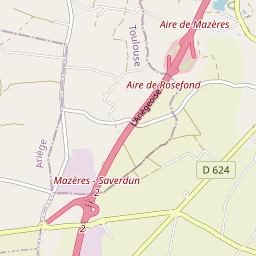 Aire de Mazères
Toulouse
Aire de Rosefond
L'Ariégeoise
Ariège
D 624
Mazères - Saverdun
2
2